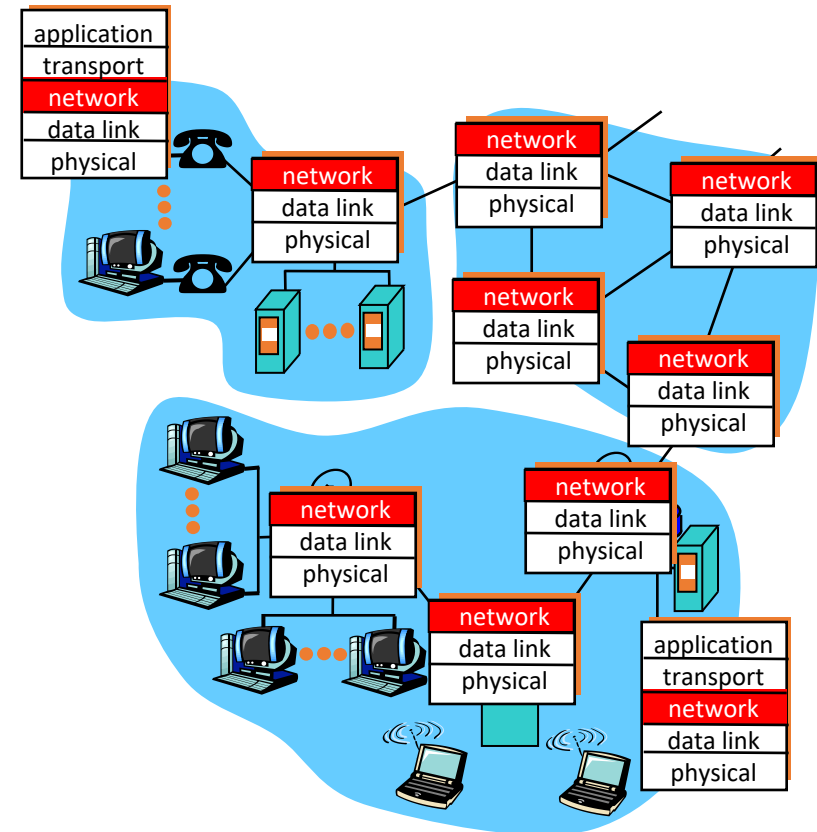 application
transport
network
data link
physical
network
data link
physical
network
data link
physical
network
data link
physical
network
data link
physical
network
data link
physical
network
data link
physical
network
data link
physical
network
data link
physical
application
transport
network
data link
physical